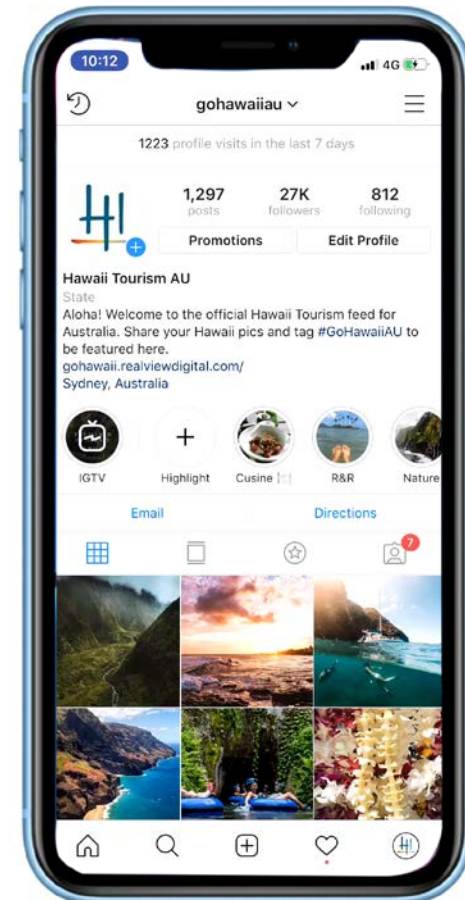 10:12
4G
gohawaiiau
1223 profile visits in the last 7 days
1,297 27K 812
posts followers following
Promotions Edit Profile
Hawaii Tourism AU
State
Aloha! Welcome to the official Hawaii Tourism feed for
Australia. Share your Hawaii pics and tag #GoHawaiiAU to
be featured here.
gohawaii.realviewdigital.com/
Sydney, Australia
IGTV Highlight Cusine R&R Nature
Email Directions
7